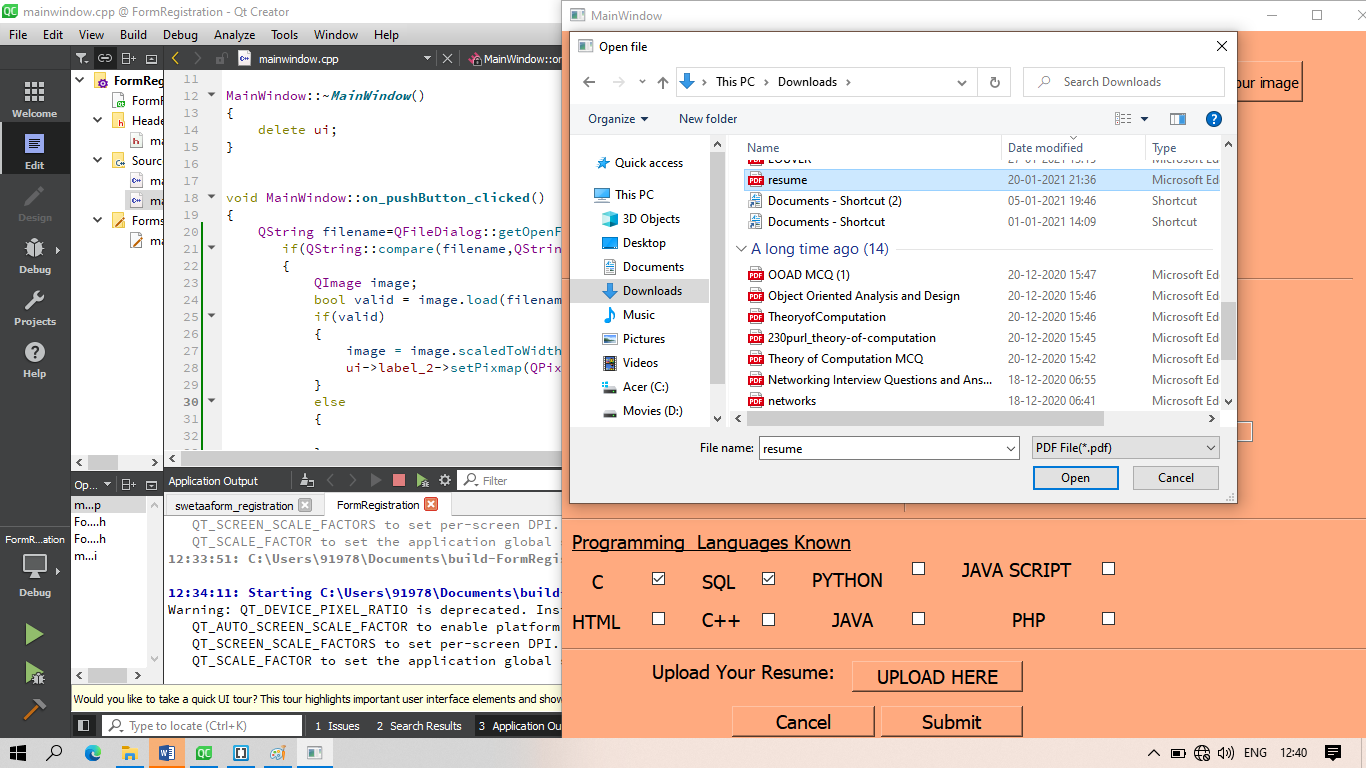 mainwindow.cpp @ FormRegistration - Qt Creator
File Edit View Build Debug Analyze Tools Window Help
mainwindow.cpp
MainWindow::or
Welcome
Edit
Design
Debug
Projects
Help
FormR...ation
Debug
FormReg
FormF
Heade
ma
Sourc
ma
ma
Forms
ma
11
12 MainWindow::~MainWindow()
13 {
14 delete ui;
15 }
16
17
18 void MainWindow::on_pushButton_clicked()
19 {
20 QString filename=QFileDialog::getOpenF
21 if(QString::compare(filename,QStrin
22 {
23 QImage image;
24 bool valid = image.load(filenam
25 if(valid)
26 {
27 image = image.scaledToWidth
28 ui->label_2->setPixmap(QPix
29 }
30 else
31 {
32
Op...
m...p
Fo....h
Fo....h
m...i
Application Output
Filter
swetaaform_registration
FormRegistration
QT_SCREEN_SCALE_FACTORS to set per-screen DPI.
QT_SCALE_FACTOR to set the application global
12:33:51: C:\Users\91978\Documents\build-FormRegi
12:34:11: Starting C:\Users\91978\Documents\build-
Warning: QT_DEVICE_PIXEL_RATIO is deprecated. Ins
QT_AUTO_SCREEN_SCALE_FACTOR to enable platform
QT_SCREEN_SCALE_FACTORS to set per-screen DPI.
QT_SCALE_FACTOR to set the application global
Would you like to take a quick UI tour? This tour highlights important user interface elements and show
Type to locate (Ctrl+K)
1 Issues 2 Search Results 3 Application Out
MainWindow
our image
Open file
This PC > Downloads >
Search Downloads
Organize
New folder
Quick access
This PC
3D Objects
Desktop
Documents
Downloads
Music
Pictures
Videos
Acer (C:)
Movies (D:)
Name Date modified Type
resume 20-01-2021 21:36 Microsoft Ed
Documents - Shortcut (2) 05-01-2021 19:46 Shortcut
Documents - Shortcut 01-01-2021 14:09 Shortcut
A long time ago (14)
OOAD MCQ (1) 20-12-2020 15:47 Microsoft Ed
Object Oriented Analysis and Design 20-12-2020 15:46 Microsoft Ed
TheoryofComputation 20-12-2020 15:46 Microsoft Ed
230purl_theory-of-computation 20-12-2020 15:45 Microsoft Ed
Theory of Computation MCQ 20-12-2020 15:42 Microsoft Ed
Networking Interview Questions and Ans... 18-12-2020 06:55 Microsoft Ed
networks 18-12-2020 06:41 Microsoft Ed
File name: resume
PDF File(*.pdf)
Open
Cancel
Programming Languages Known
C SQL PYTHON JAVA SCRIPT
HTML C++ JAVA PHP
Upload Your Resume: UPLOAD HERE
Cancel Submit
ENG 12:40